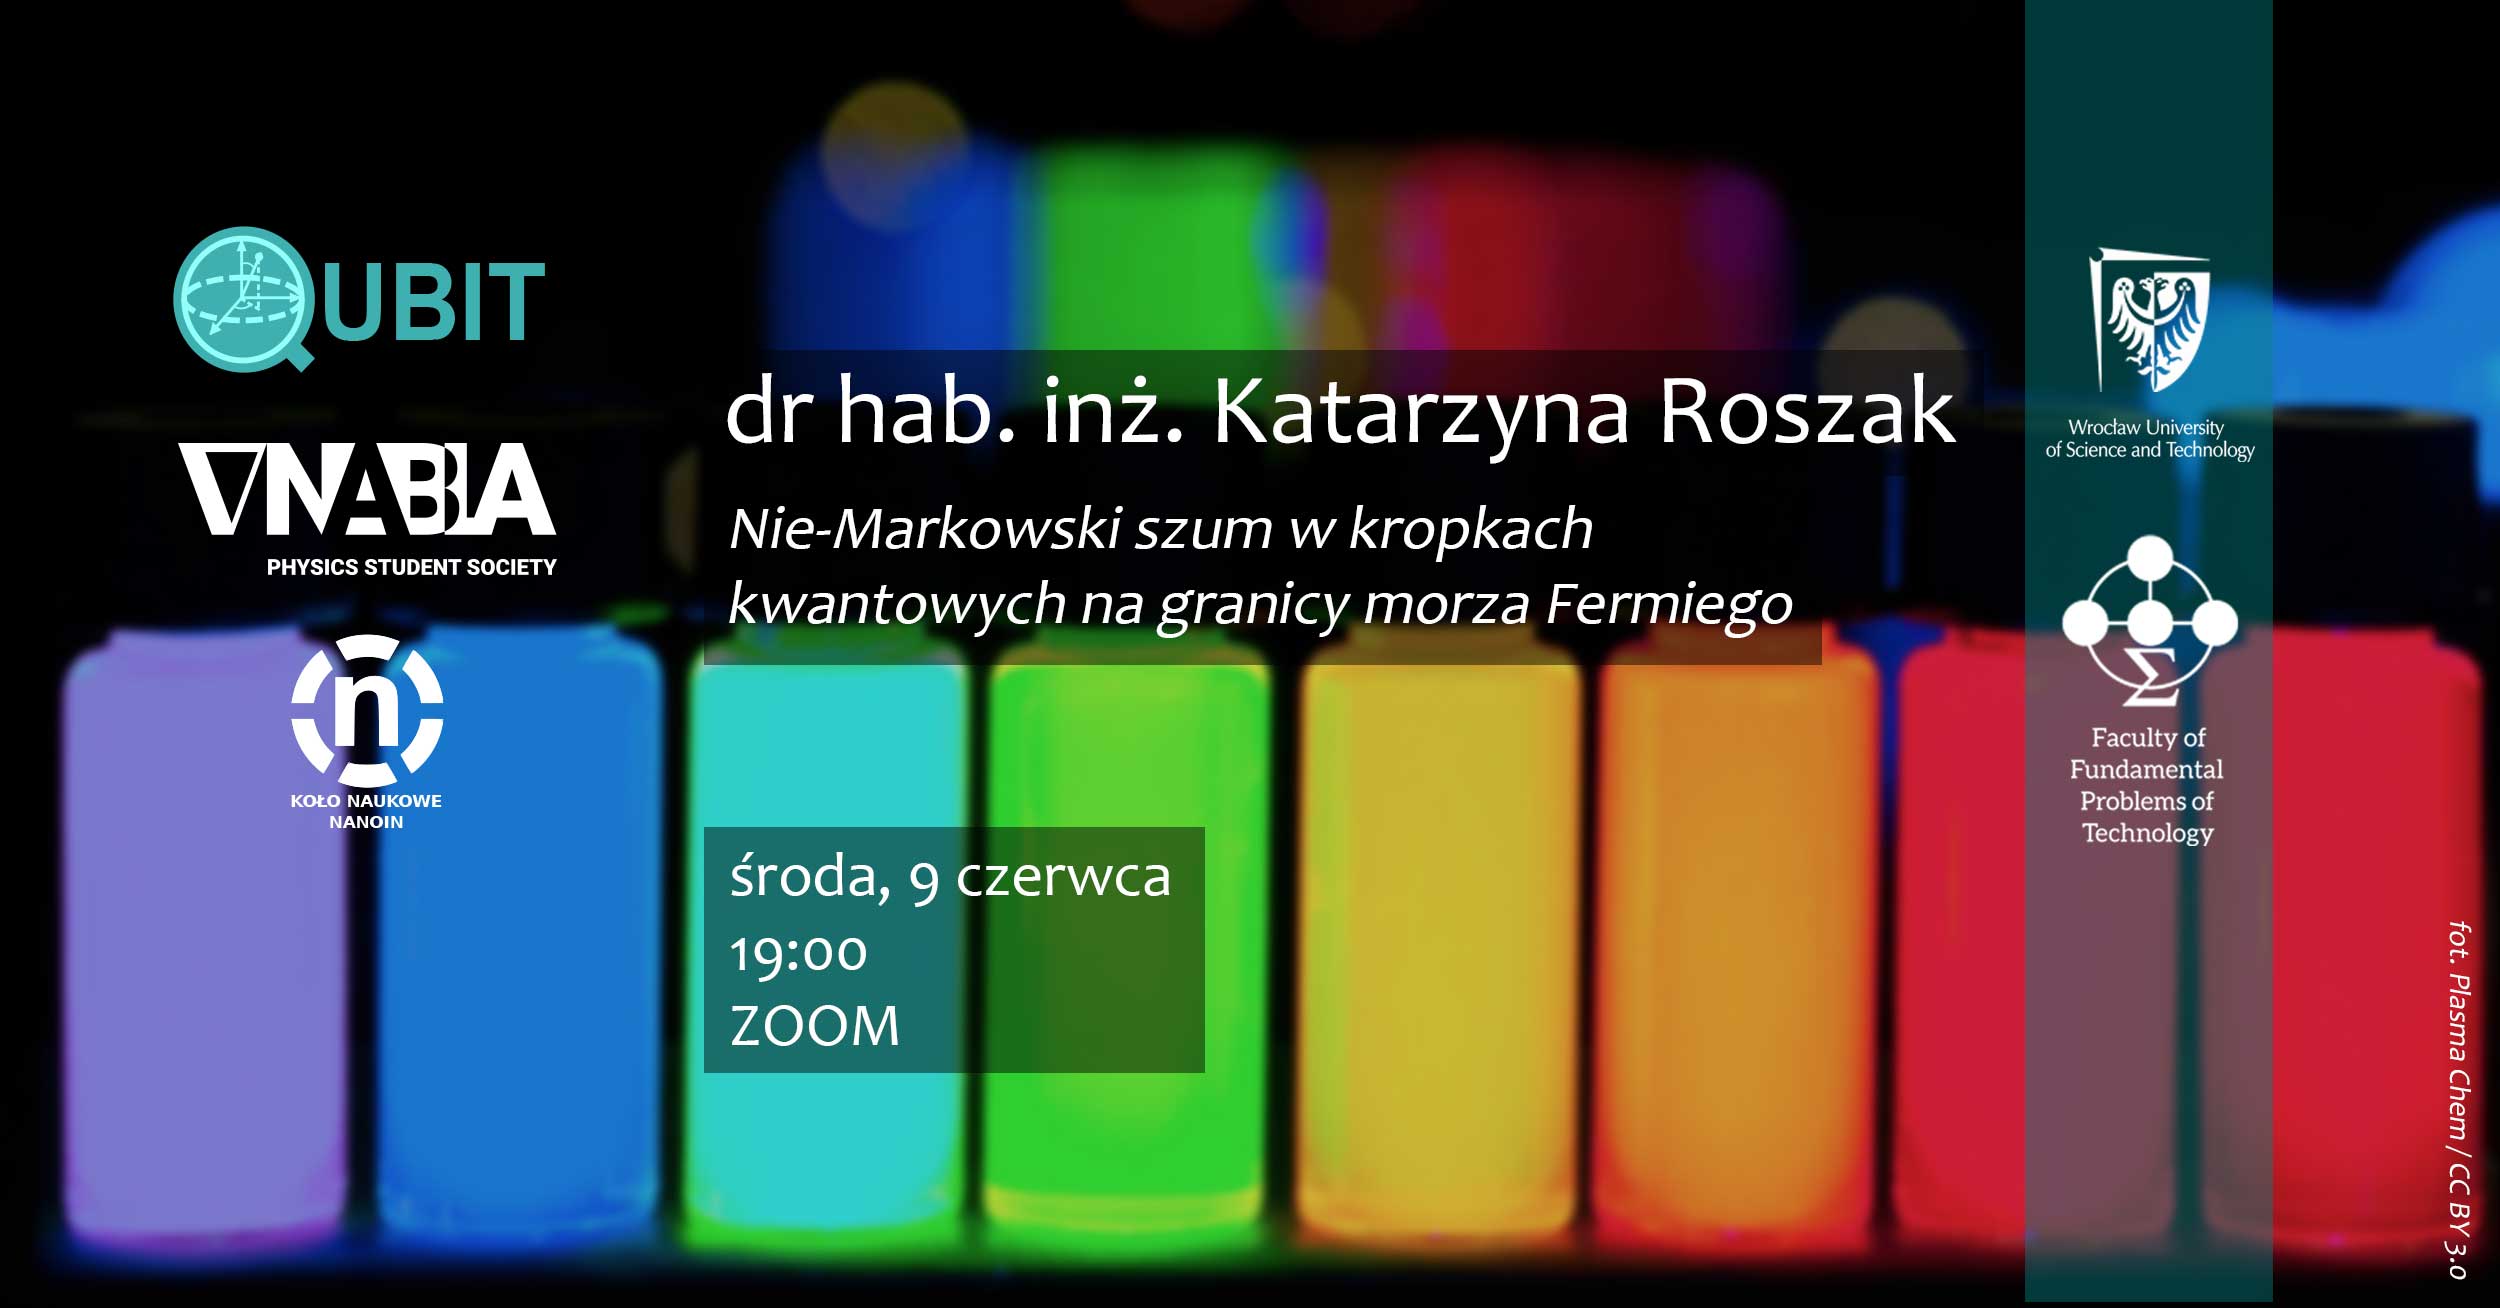 QUBIT
NABLA
PHYSICS STUDENT SOCIETY
n
KOŁO NAUKOWE
NANOIN
dr hab. inż. Katarzyna Roszak
Nie-Markowski szum w kropkach
kwantowych na granicy morza Fermiego
środa, 9 czerwca
19:00
ZOOM
Wrocław University
of Science and Technology
Σ
Faculty of
Fundamental
Problems of
Technology
fot. Plasma Chem / CC BY 3.0